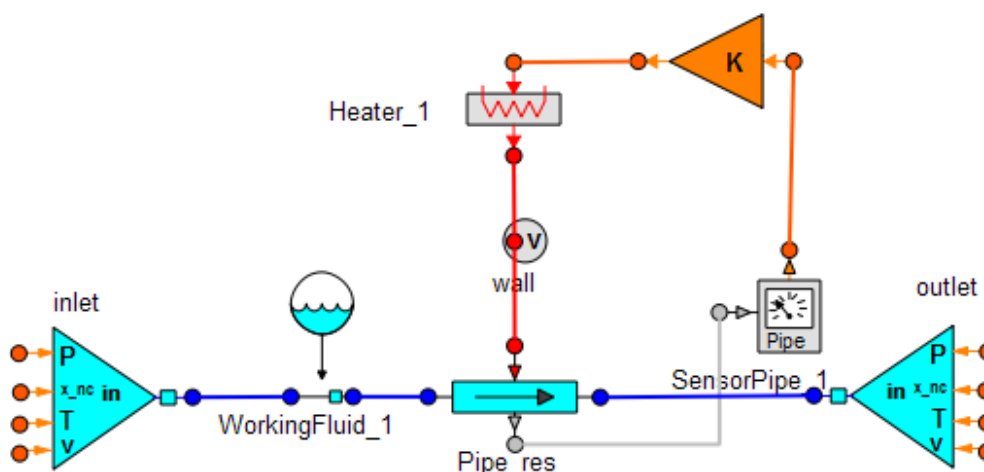 K
Heater_1
V
wall
inlet
outlet
Pipe
P
x_nc in
T
V
SensorPipe_1
WorkingFluid_1
Pipe_res
P
in x_nc
T
V